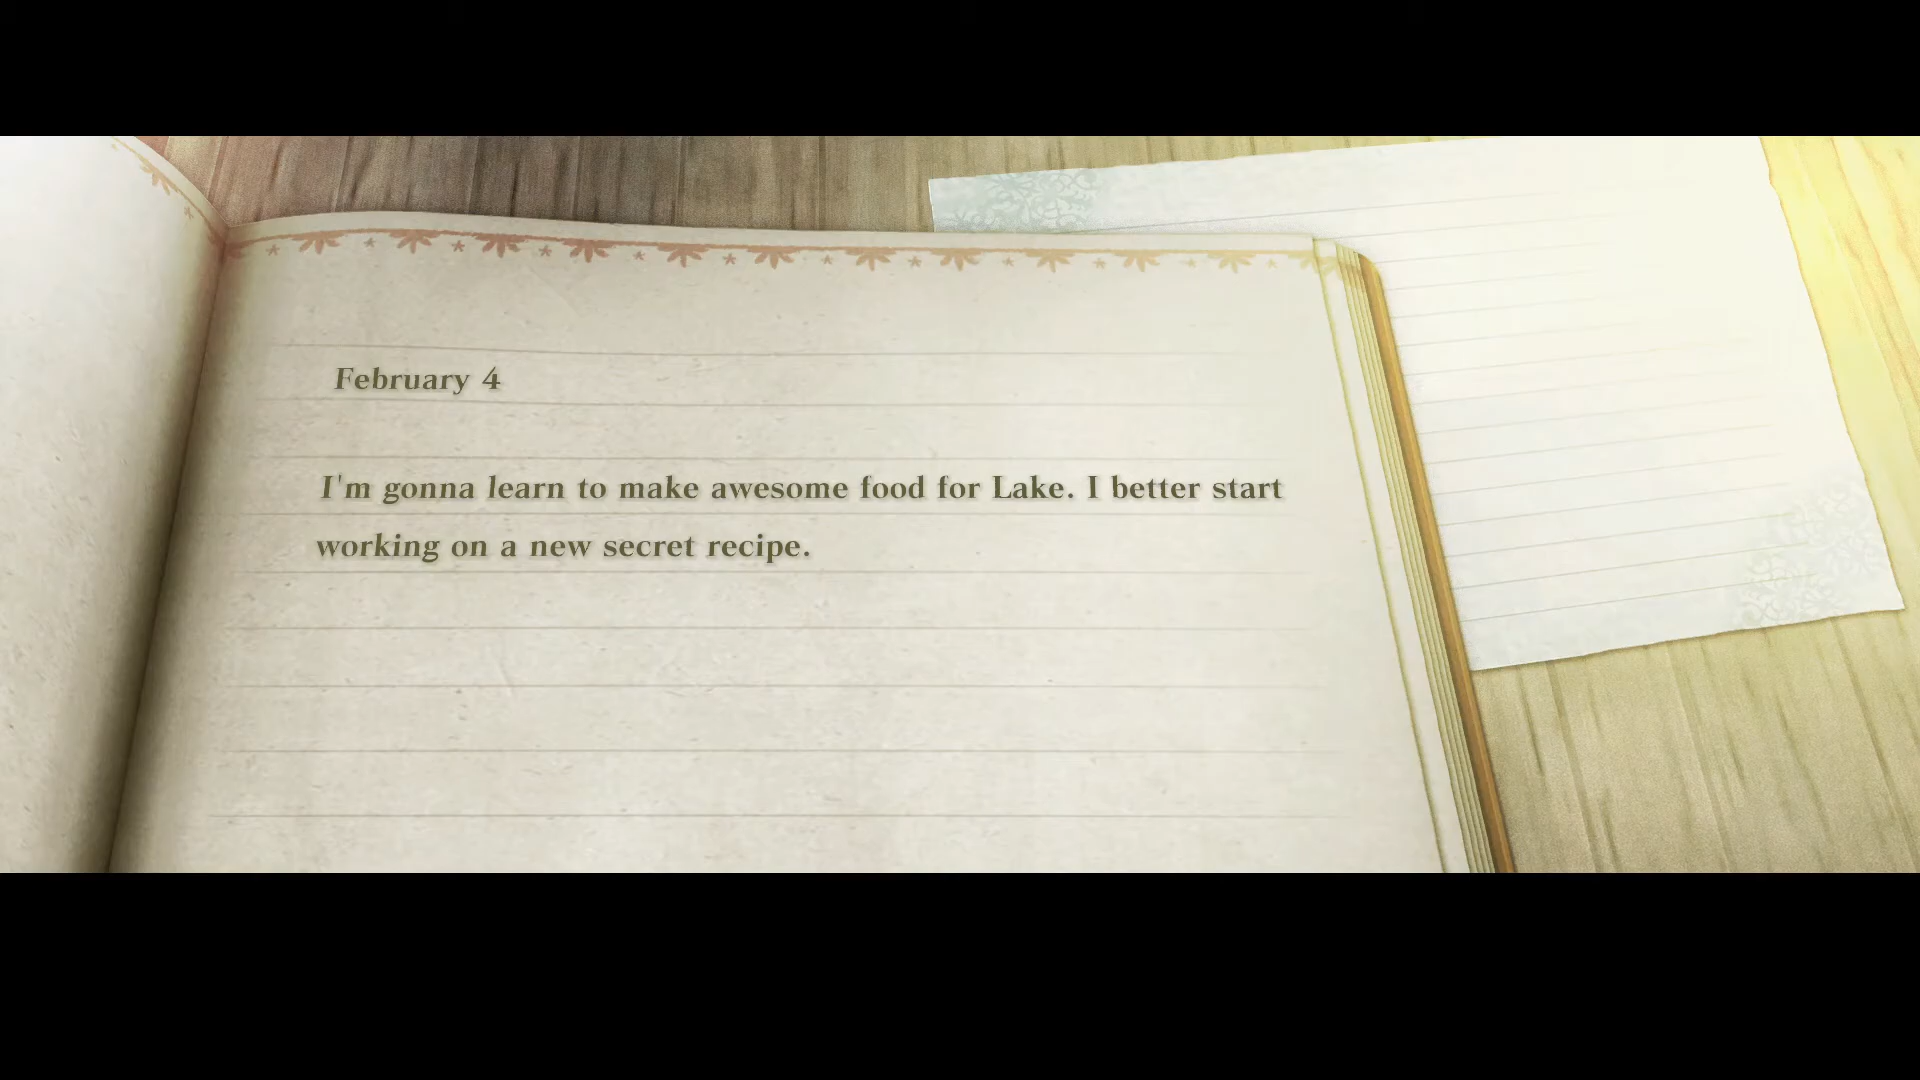 February 4
I'm gonna learn to make awesome food for Lake. I better start
working on a new secret recipe.